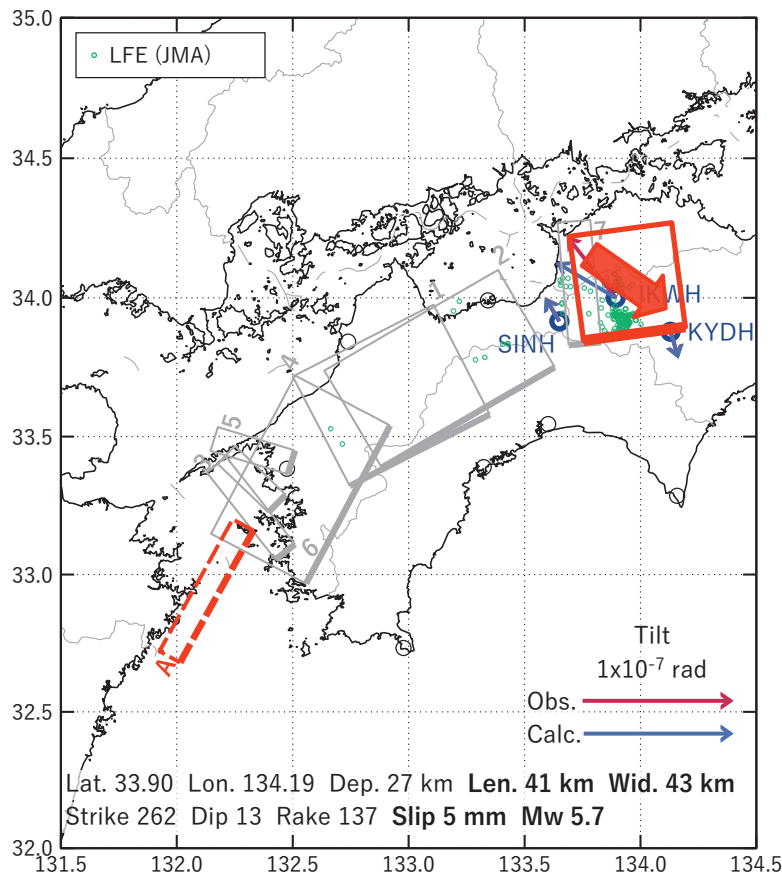 35.0
LFE (JMA)
34.5
2
7
1
34.0
IKWH
SINH
KYDH
4
5
33.5
3
6
33.0
A
Tilt
1x10-7 rad
Obs.
32.5
Calc.
Lat. 33.90 Lon. 134.19 Dep. 27 km Len. 41 km Wid. 43 km
Strike 262 Dip 13 Rake 137 Slip 5 mm Mw 5.7
32.0
131.5 132.0 132.5 133.0 133.5 134.0 134.5